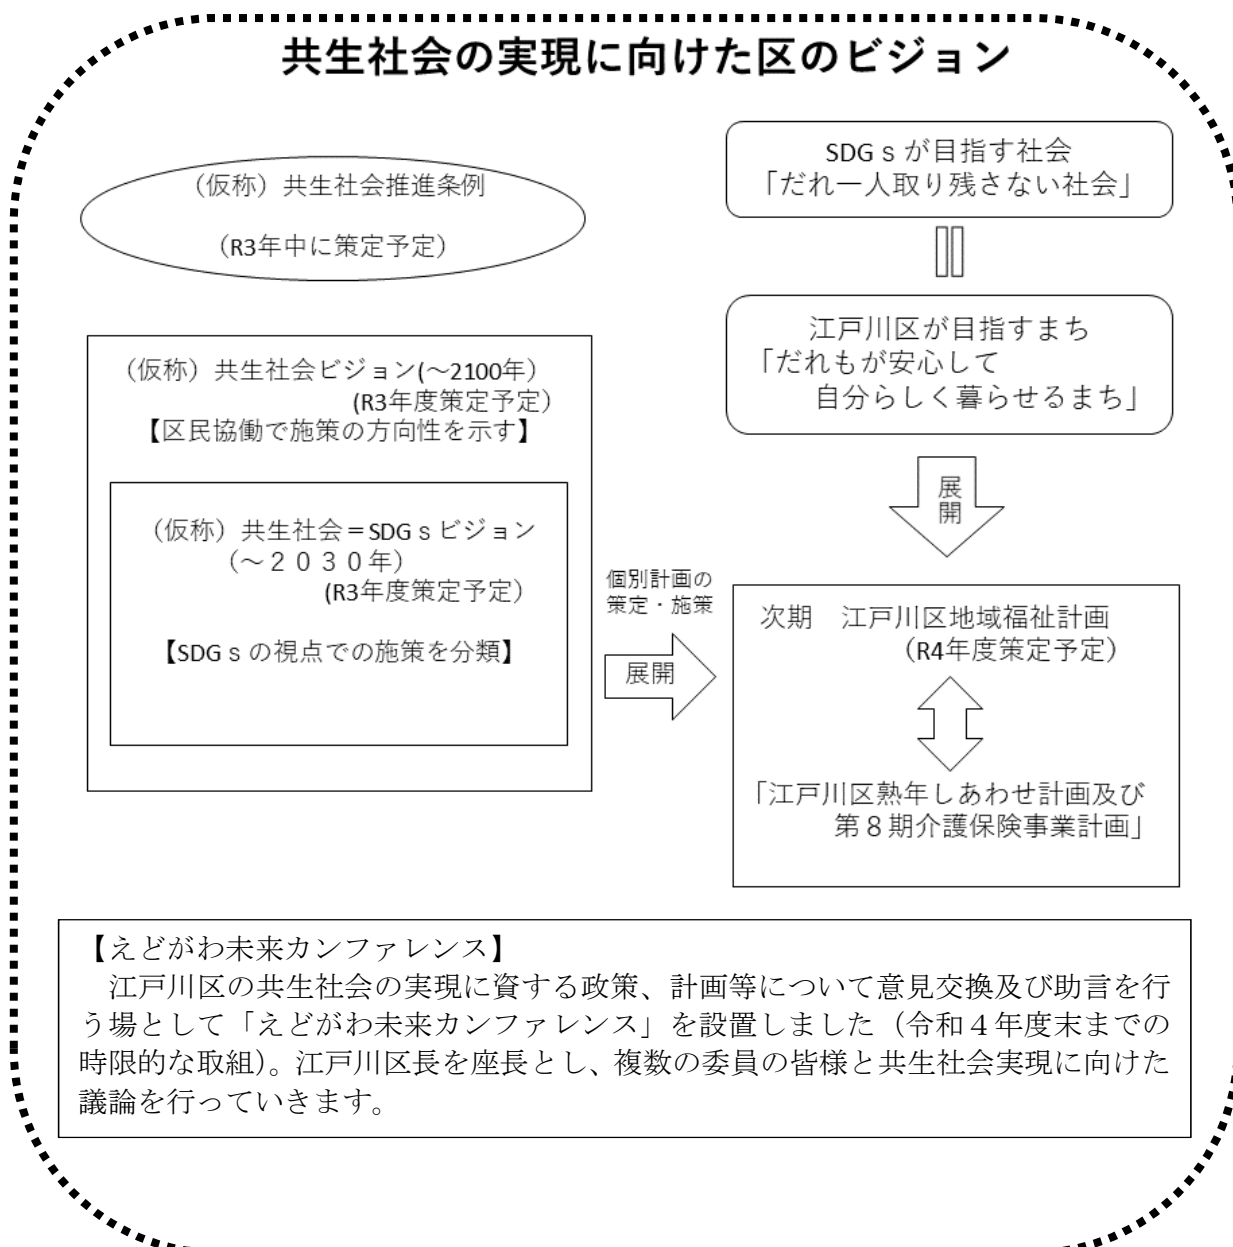 共生社会の実現に向けた区のビジョン
（仮称）共生社会推進条例
（R3年中に策定予定）
SDGｓが目指す社会
「だれ一人取り残さない社会」
江戸川区が目指すまち
「だれもが安心して
自分らしく暮らせるまち」
展
開
（仮称）共生社会ビジョン(～2100年)
(R3年度策定予定)
【区民協働で施策の方向性を示す】
（仮称）共生社会＝SDGｓビジョン
（～２０３０年）
(R3年度策定予定)
【SDGｓの視点での施策を分類】
個別計画の
策定・施策
展開
次期　江戸川区地域福祉計画
（R4年度策定予定）
「江戸川区熟年しあわせ計画及び
第８期介護保険事業計画」
【えどがわ未来カンファレンス】
江戸川区の共生社会の実現に資する政策、計画等について意見交換及び助言を行
う場として「えどがわ未来カンファレンス」を設置しました（令和４年度末までの
時限的な取組）。江戸川区長を座長とし、複数の委員の皆様と共生社会実現に向けた
議論を行っていきます。